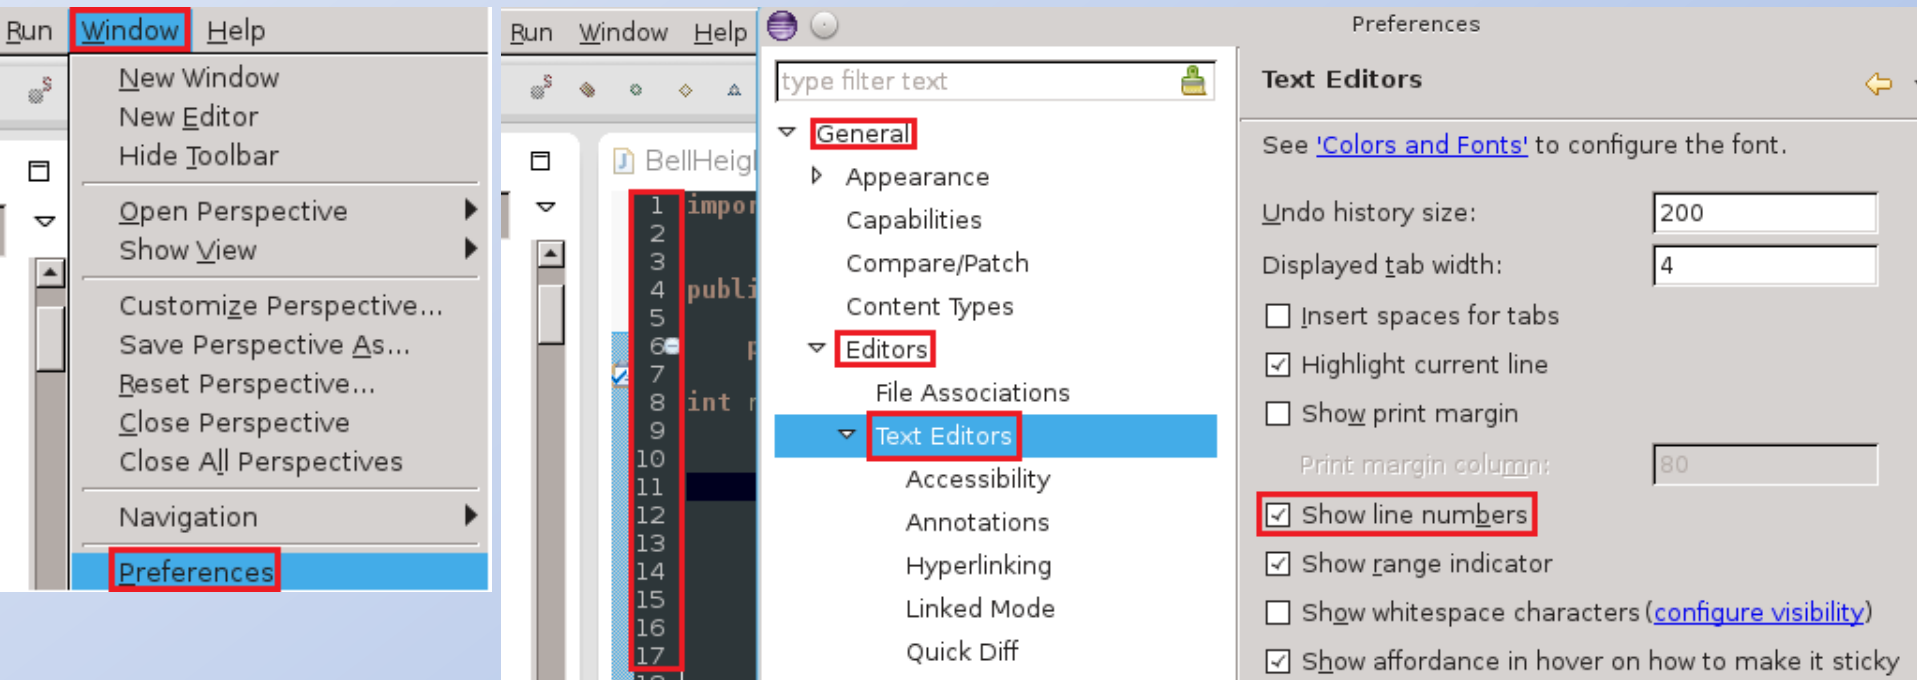 Run Window Help
New Window
New Editor
Hide Toolbar
Open Perspective
Show View
Customize Perspective...
Save Perspective As...
Reset Perspective...
Close Perspective
Close All Perspectives
Navigation
Preferences
Run Window Help
S
BellHeig
1 impor
2
3
4 publi
5
6 p
7
8 int r
9
10
11
12
13
14
15
16
17
18
Preferences
type filter text
General
Appearance
Capabilities
Compare/Patch
Content Types
Editors
File Associations
Text Editors
Accessibility
Annotations
Hyperlinking
Linked Mode
Quick Diff
Text Editors
See 'Colors and Fonts' to configure the font.
Undo history size: 200
Displayed tab width: 4
Insert spaces for tabs
Highlight current line
Show print margin
Print margin column: 80
Show line numbers
Show range indicator
Show whitespace characters (configure visibility)
Show affordance in hover on how to make it sticky